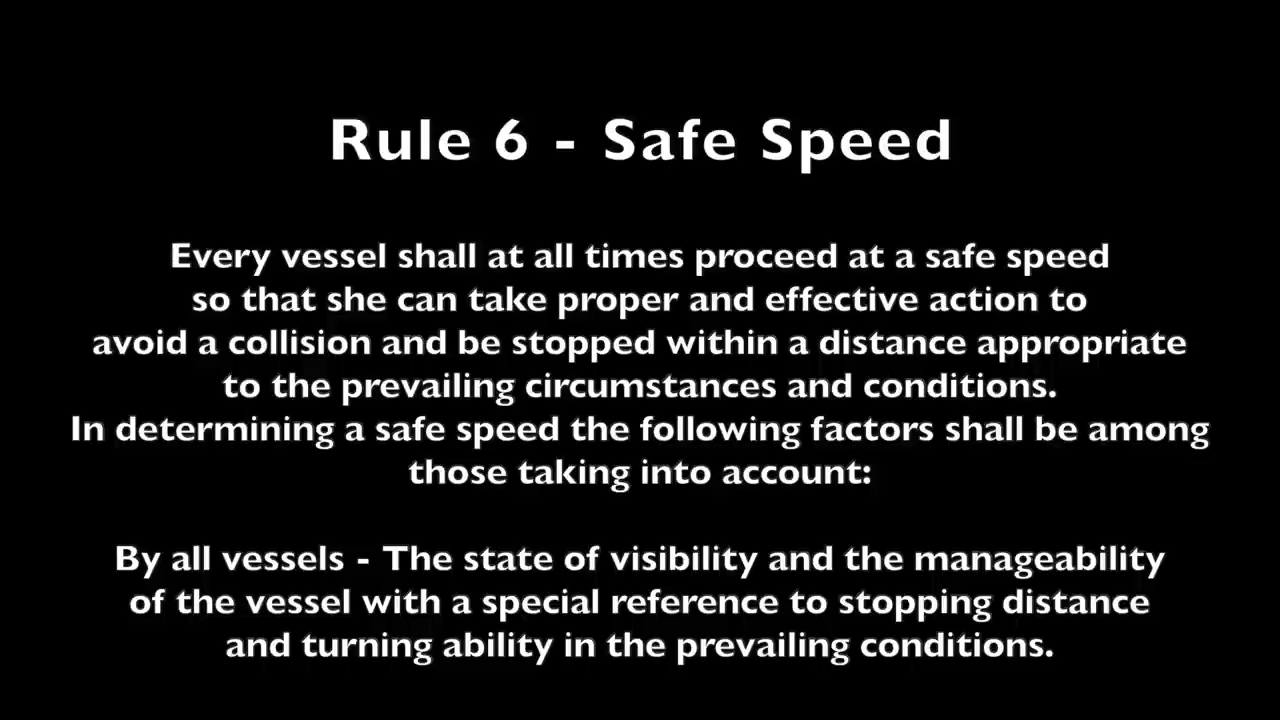 Rule 6 - Safe Speed
Every vessel shall at all times proceed at a safe speed
so that she can take proper and effective action to
avoid a collision and be stopped within a distance appropriate
to the prevailing circumstances and conditions.
In determining a safe speed the following factors shall be among
those taking into account:
By all vessels - The state of visibility and the manageability
of the vessel with a special reference to stopping distance
and turning ability in the prevailing conditions.